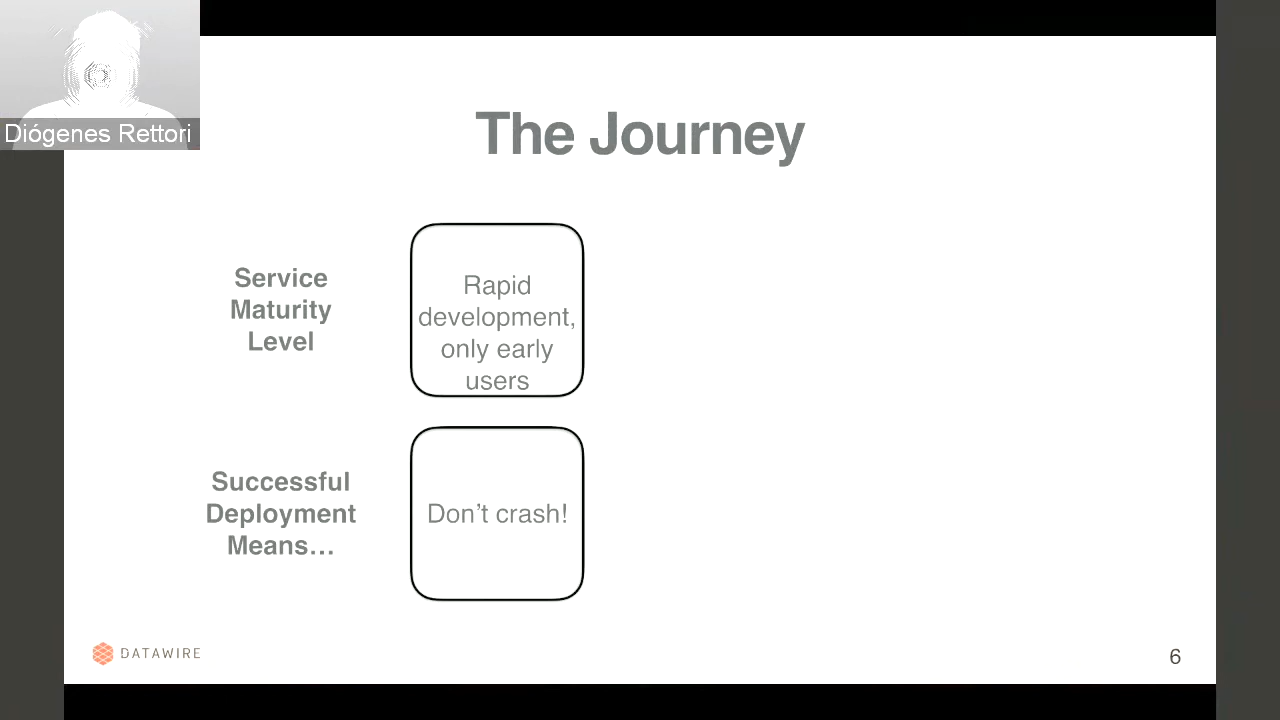 Diógenes Rettori
The Journey
Service
Maturity
Level
Rapid
development,
only early
users
Successful
Deployment
Means…
Don’t crash!
DATAWIRE
6